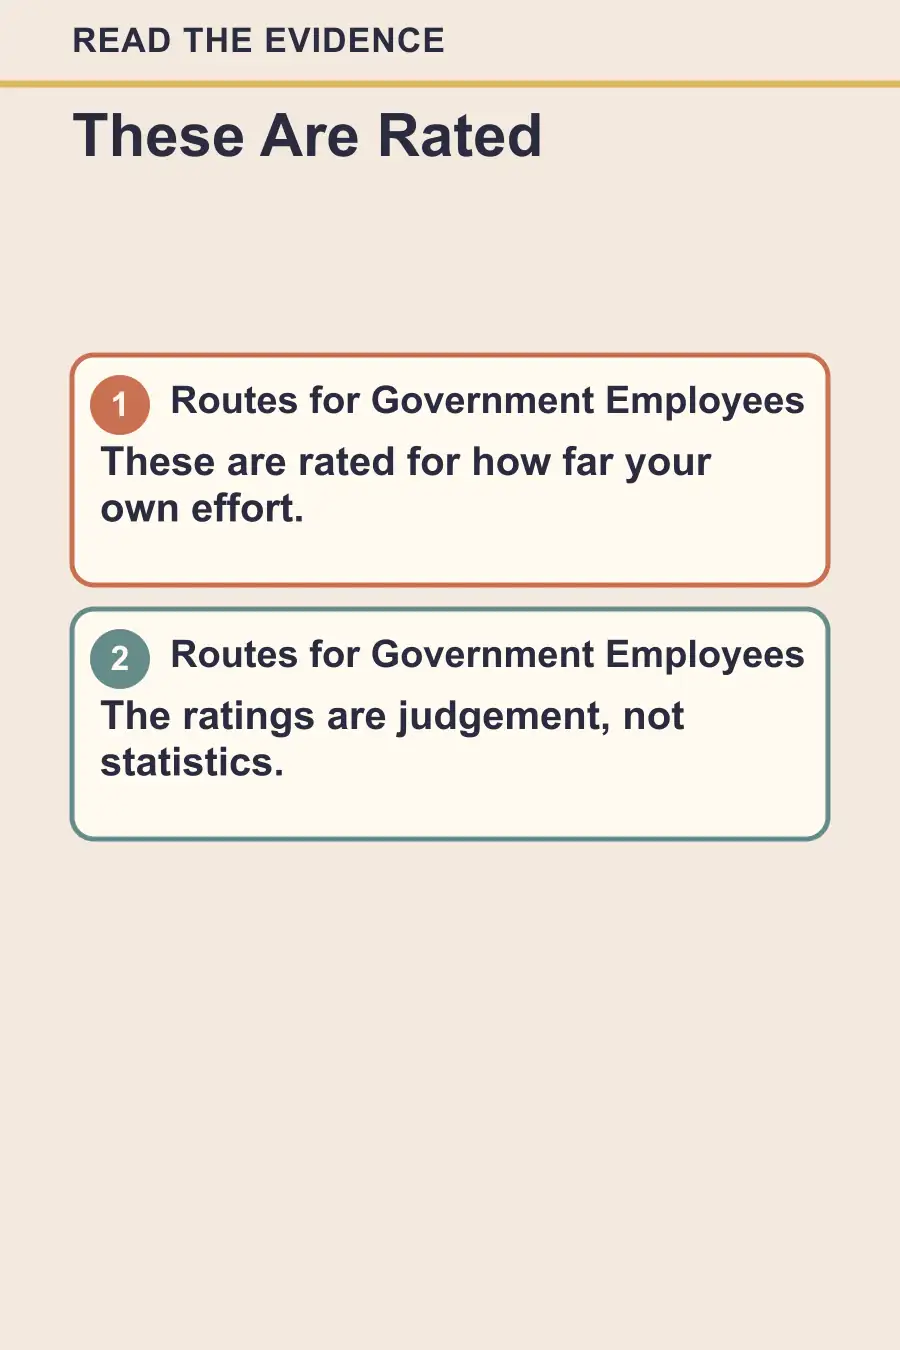 READ THE EVIDENCE
These Are Rated
1 Routes for Government Employees
These are rated for how far your
own effort.
2 Routes for Government Employees
The ratings are judgement, not
statistics.